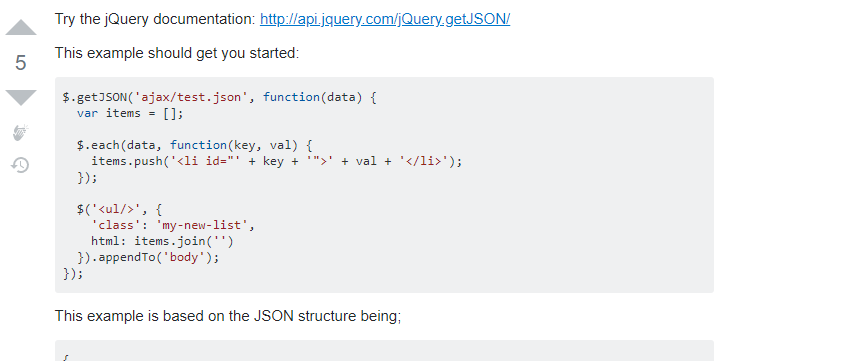 Try the jQuery documentation: http://api.jquery.com/jQuery.getJSON/
This example should get you started:
5
$.getJSON('ajax/test.json', function(data) {
  var items = [];

  $.each(data, function(key, val) {
    items.push('<li id="' + key + '">' + val + '</li>');
  });

  $('<ul/>', {
    'class': 'my-new-list',
    html: items.join('')
  }).appendTo('body');
});
This example is based on the JSON structure being;
{